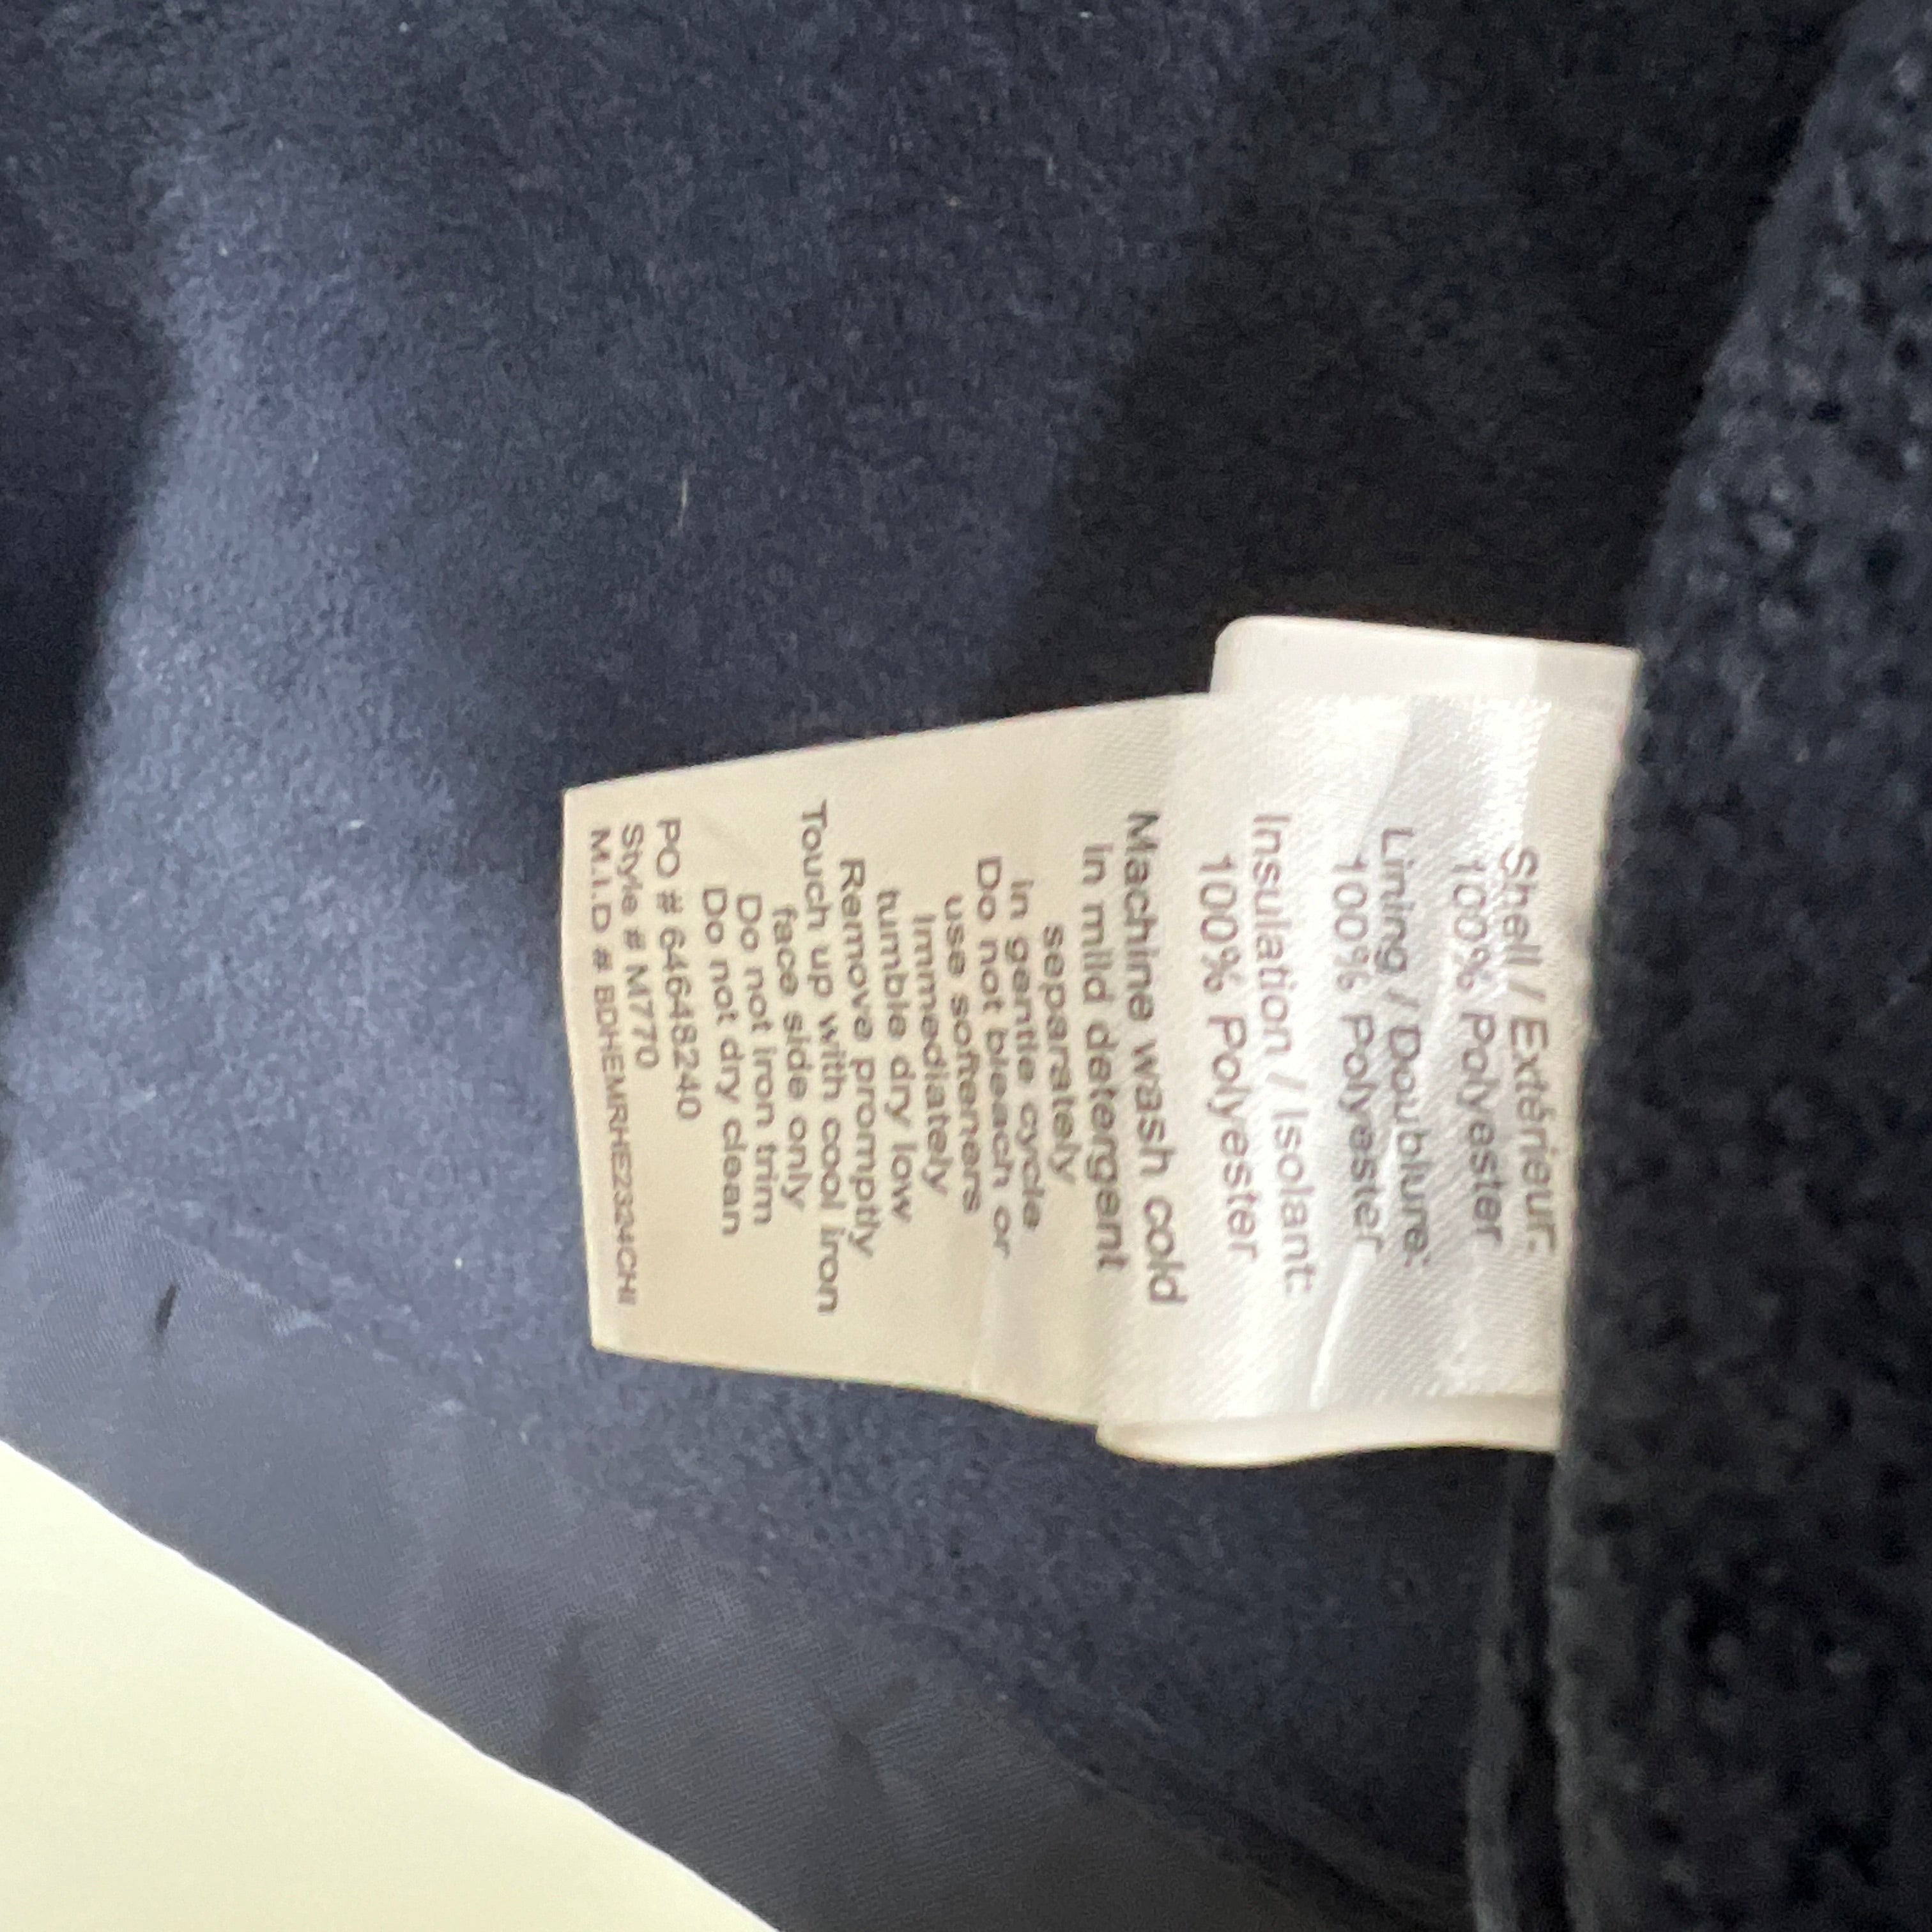 Shell / Extérieur:
100% Polyester
Lining / Doublure:
100% Polyester
Insulation / Isolant:
100% Polyester
Machine wash cold
in mild detergent
separately
in gentle cycle
Do not bleach or
use softeners
Immediately
tumble dry low
Remove promptly
Touch up with cool iron
face side only
Do not iron trim
Do not dry clean
PO # 64648240
Style # M770
M.I.D # BDHEMRHE2334CHI